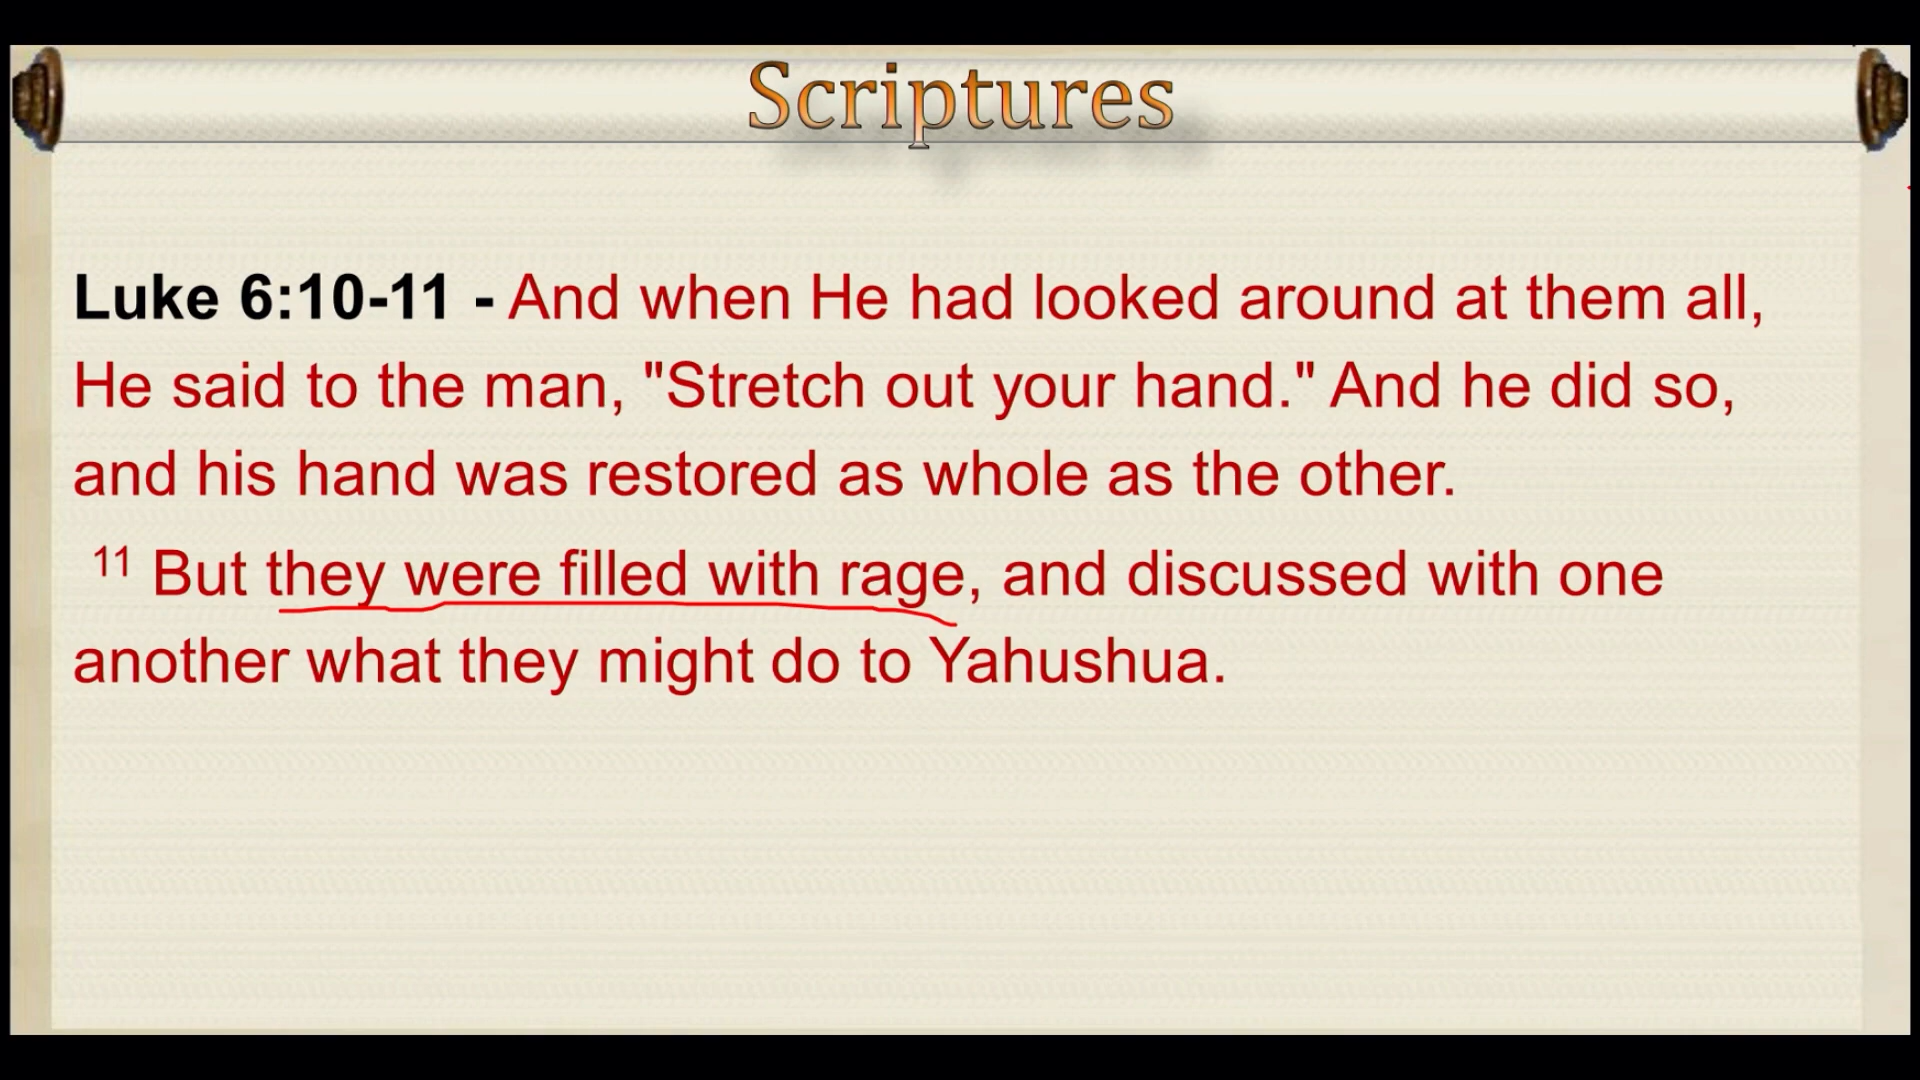 Scriptures
Luke 6:10-11 - And when He had looked around at them all,
He said to the man, "Stretch out your hand." And he did so,
and his hand was restored as whole as the other.
11 But they were filled with rage, and discussed with one
another what they might do to Yahushua.